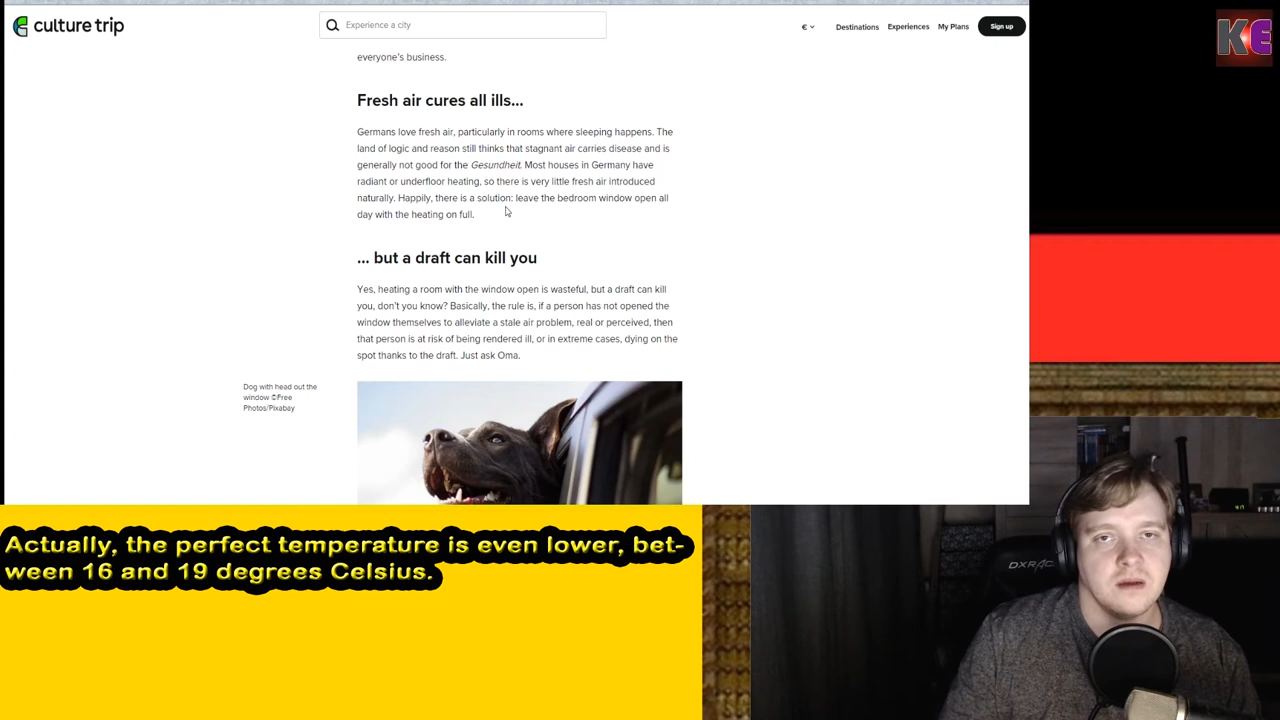 culture trip
Experience a city
€
Destinations
Experiences
My Plans
Sign up
KE
everyone's business.
Fresh air cures all ills...
Germans love fresh air, particularly in rooms where sleeping happens. The
land of logic and reason still thinks that stagnant air carries disease and is
generally not good for the Gesundheit. Most houses in Germany have
radiant or underfloor heating, so there is very little fresh air introduced
naturally. Happily, there is a solution: leave the bedroom window open all
day with the heating on full.
... but a draft can kill you
Yes, heating a room with the window open is wasteful, but a draft can kill
you, don't you know? Basically, the rule is, if a person has not opened the
window themselves to alleviate a stale air problem, real or perceived, then
that person is at risk of being rendered ill, or in extreme cases, dying on the
spot thanks to the draft. Just ask Oma.
Dog with head out the
window ©Free
Photos/Pixabay
Actually, the perfect temperature is even lower, bet-
ween 16 and 19 degrees Celsius.